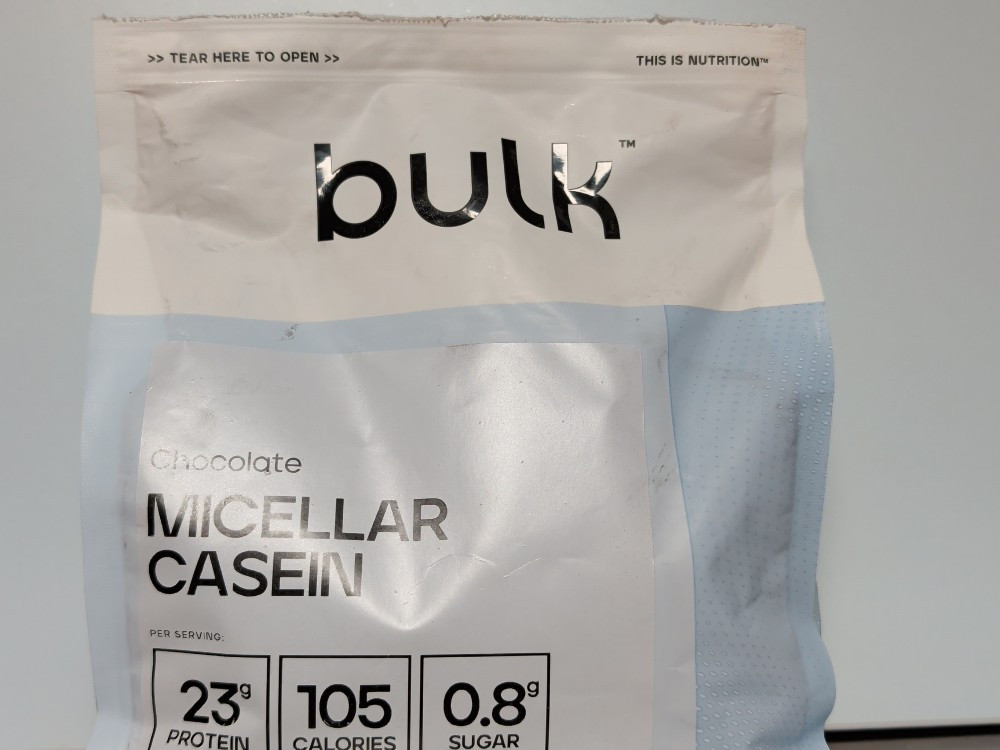 >> TEAR HERE TO OPEN >>
THIS IS NUTRITION™
bulk™
Chocolate
MICELLAR
CASEIN
PER SERVING:
23g
PROTEIN
105
CALORIES
0.8g
SUGAR